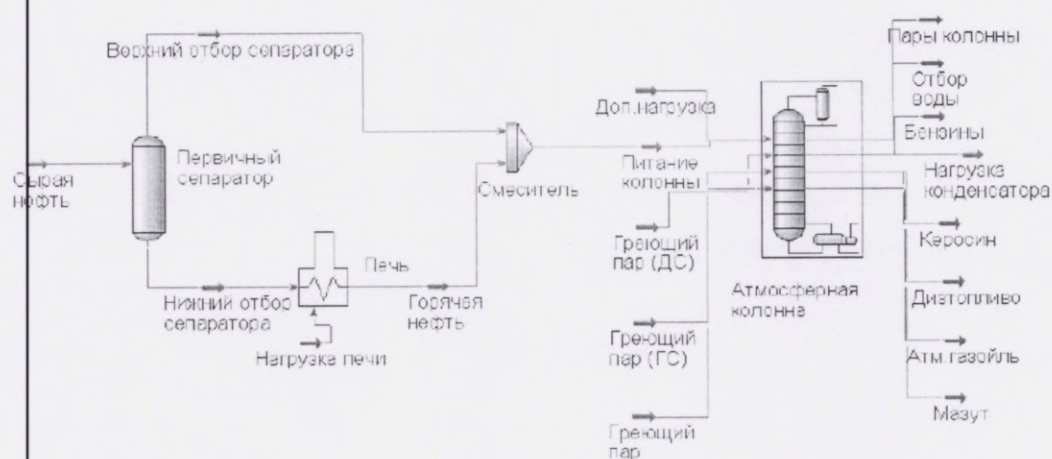 Верхний отбор сепаратора
Сырая
нефть
Первичный
сепаратор
Нижний отбор
сепаратора
Печь
Нагрузка печи
Горячая
нефть
Смеситель
Доп.нагрузка
Питание
колонны
Греющий
пар (ДС)
Греющий
пар (ГС)
Греющий
пар
Атмосферная
колонна
Пары колонны
Отбор
воды
Бензины
Нагрузка
конденсатора
Керосин
Дизтопливо
Атм.газойль
Мазут